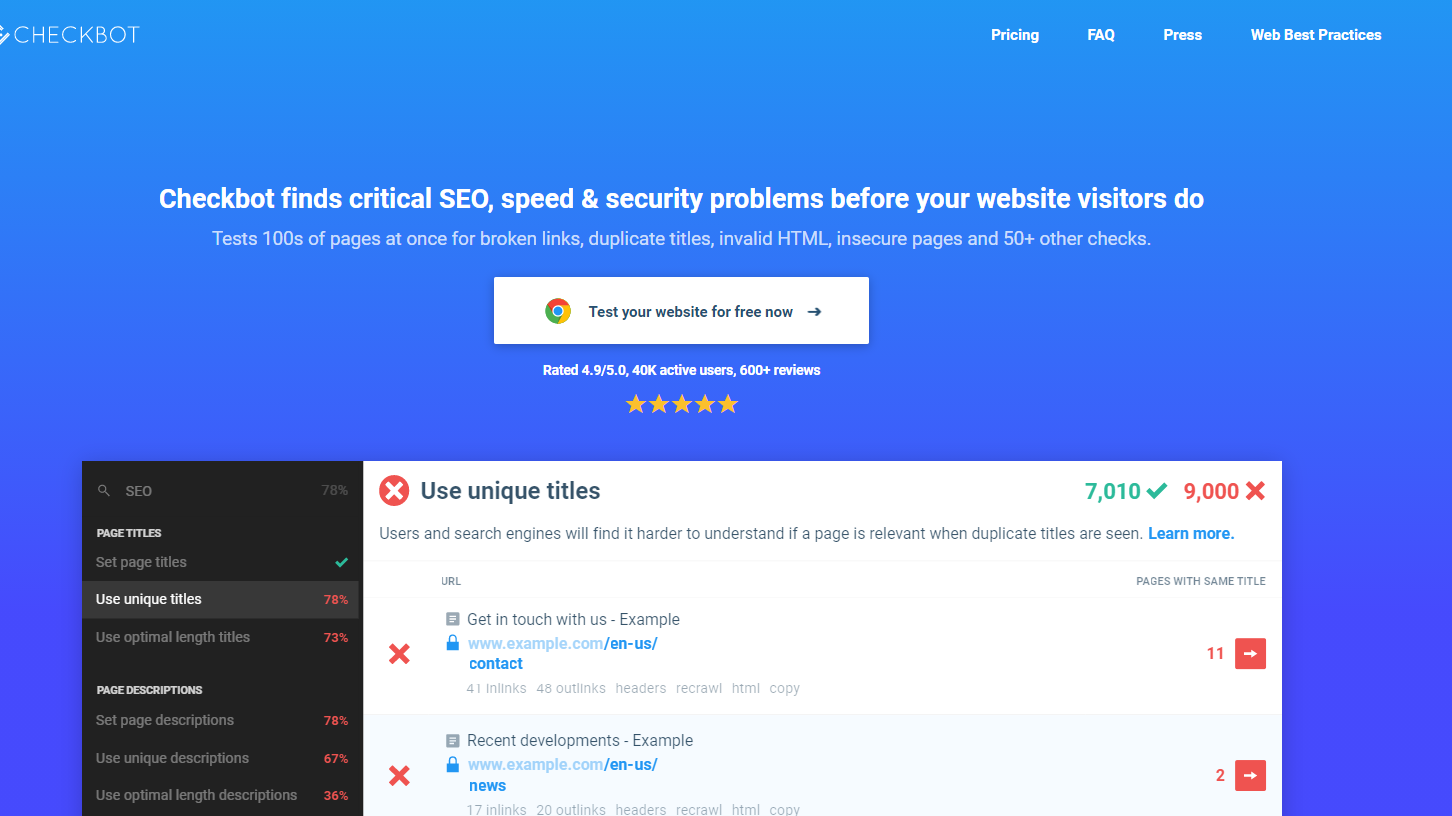 CHECKBOT
Pricing FAQ Press Web Best Practices
Checkbot finds critical SEO, speed & security problems before your website visitors do
Tests 100s of pages at once for broken links, duplicate titles, invalid HTML, insecure pages and 50+ other checks.
Test your website for free now ➔
Rated 4.9/5.0, 40K active users, 600+ reviews
SEO 78%
PAGE TITLES
Set page titles
Use unique titles 78%
Use optimal length titles 73%
PAGE DESCRIPTIONS
Set page descriptions 78%
Use unique descriptions 67%
Use optimal length descriptions 36%
Use unique titles 7,010 9,000
Users and search engines will find it harder to understand if a page is relevant when duplicate titles are seen. Learn more.
URL PAGES WITH SAME TITLE
Get in touch with us - Example
www.example.com/en-us/
contact
11
41 inlinks 48 outlinks headers recrawl html copy
Recent developments - Example
www.example.com/en-us/
news
2
17 inlinks 20 outlinks headers recrawl html copy